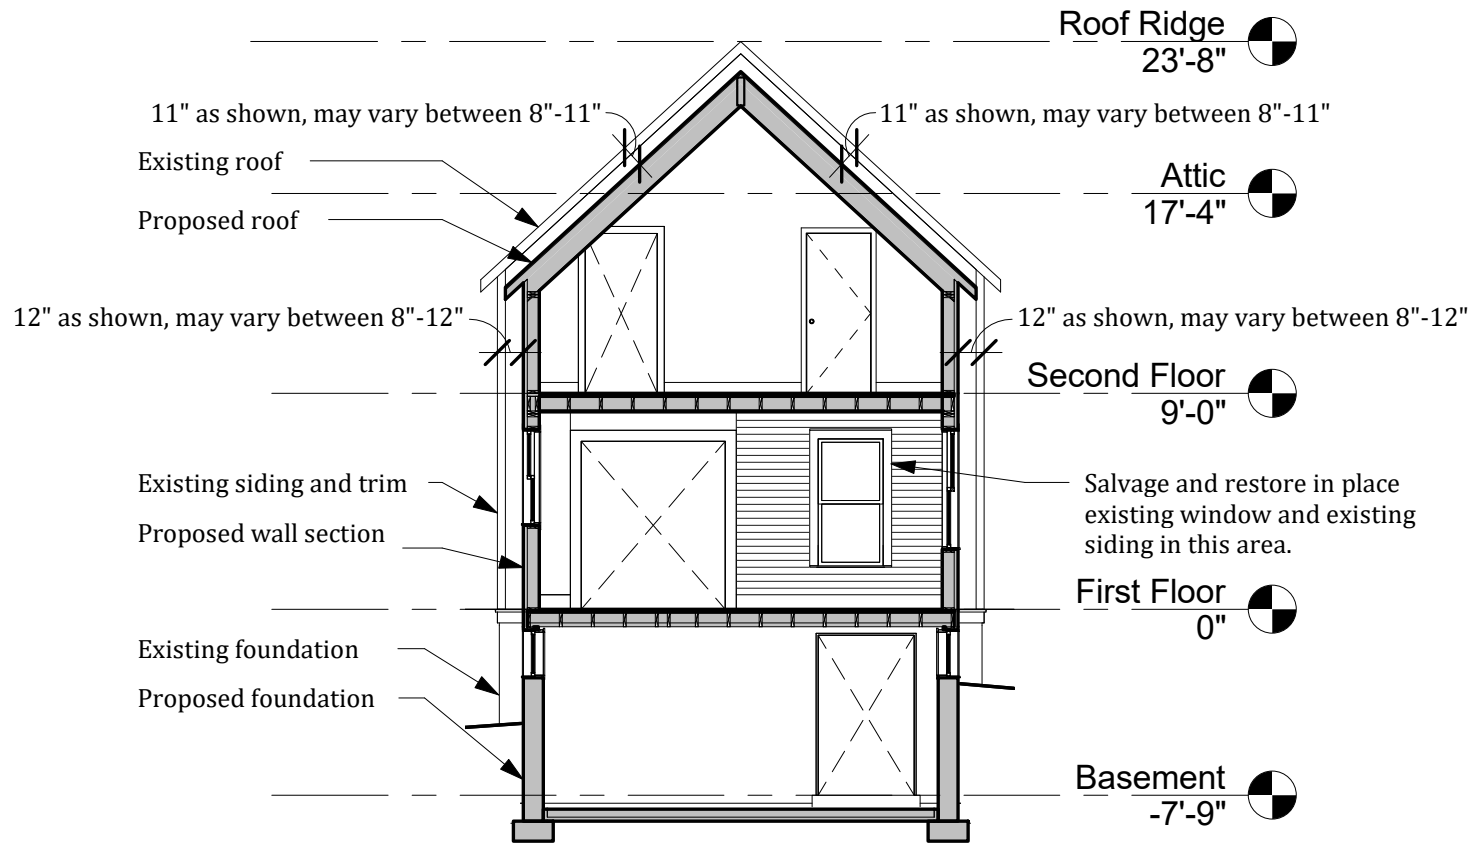 Roof Ridge
23'-8"
11" as shown, may vary between 8"-11"
11" as shown, may vary between 8"-11"
Existing roof
Attic
17'-4"
Proposed roof
12" as shown, may vary between 8"-12"
12" as shown, may vary between 8"-12"
Second Floor
9'-0"
Existing siding and trim
Proposed wall section
Salvage and restore in place
existing window and existing
siding in this area.
First Floor
0"
Existing foundation
Proposed foundation
Basement
-7'-9"